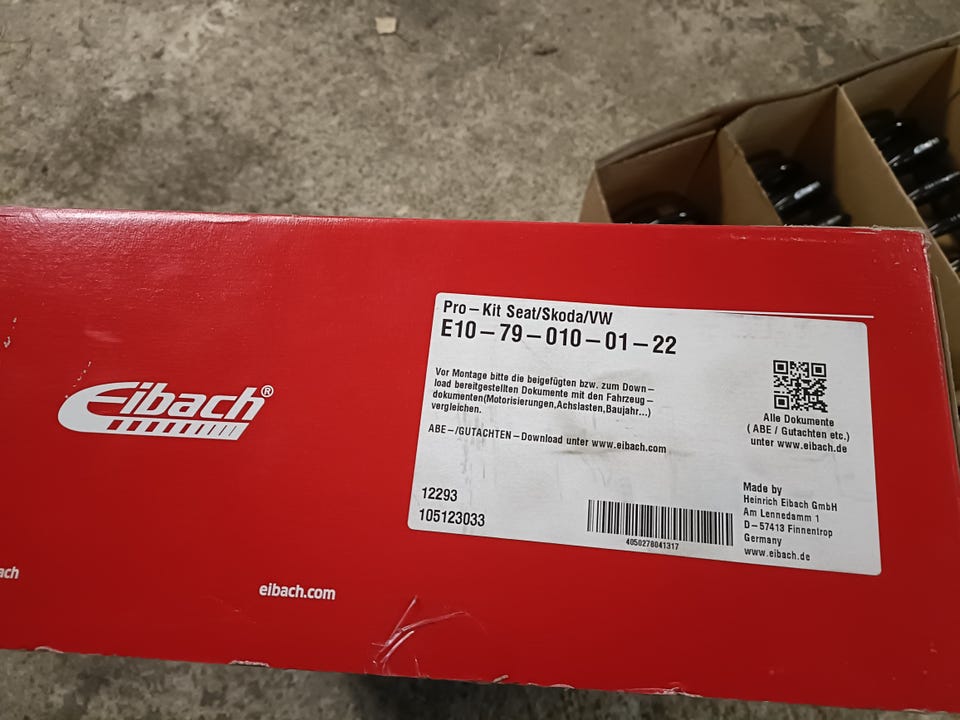 Pro-Kit Seat/Skoda/VW
E10-79-010-01-22
Vor Montage bitte die beigefügten bzw. zum Down-
load bereitgestellten Dokumente mit den Fahrzeug-
dokumenten(Motorisierungen,Achslasten,Baujahr...)
vergleichen.
ABE-/GUTACHTEN-Download unter www.eibach.com
Alle Dokumente
( ABE / Gutachten etc.)
unter www.eibach.de
12293
105123033
4050278041317
Made by
Heinrich Eibach GmbH
Am Lennedamm 1
D-57413 Finnentrop
Germany
www.eibach.de
Eibach®
ach
eibach.com